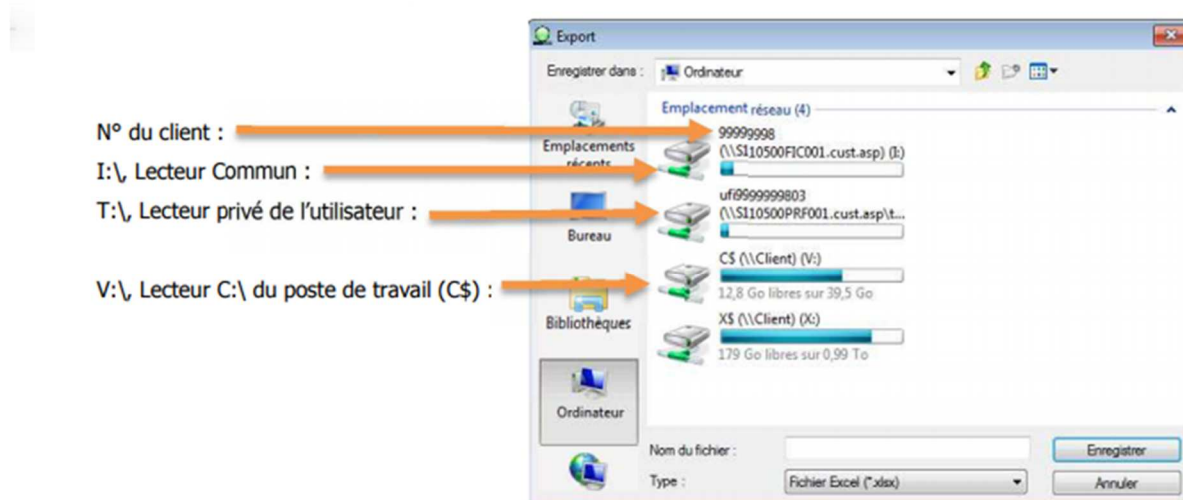 N° du client :
I:\, Lecteur Commun :
T:\, Lecteur privé de l'utilisateur :
V:\, Lecteur C:\ du poste de travail (C$) :
Export
Enregistrer dans :
Ordinateur
Emplacements
récents
Bureau
Bibliothèques
Ordinateur
Emplacement réseau (4)
99999998
(\\S110500FIC001.cust.asp) (I:)
ufi9999999803
(\\S110500PRF001.cust.asp\t...
C$ (\\Client) (V:)
12,8 Go libres sur 39,5 Go
X$ (\\Client) (X:)
179 Go libres sur 0,99 To
Nom du fichier :
Enregistrer
Type :
Fichier Excel (*.xlsx)
Annuler